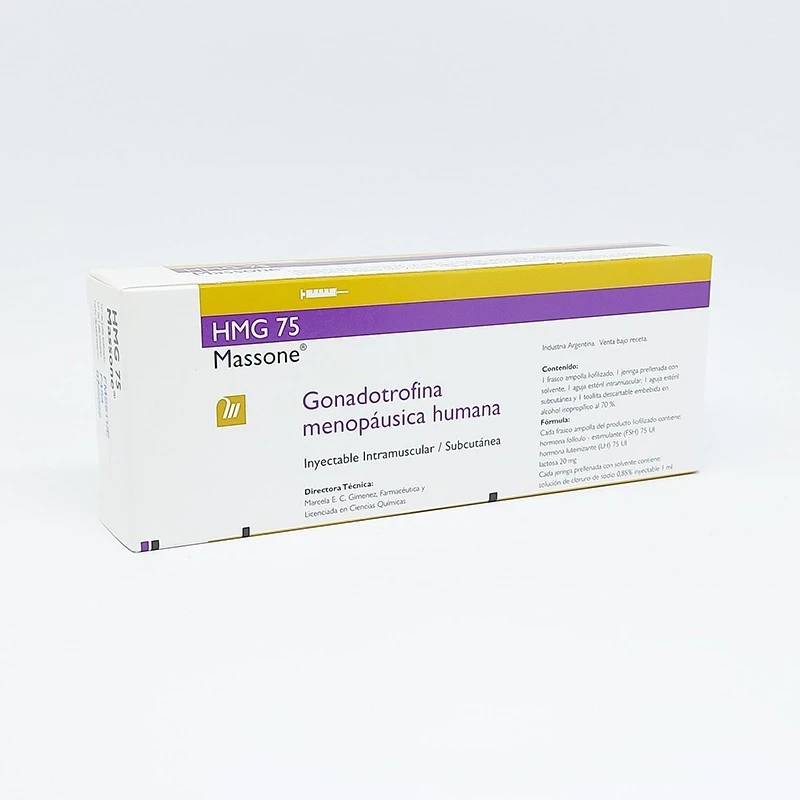 HMG 75
Massone
HMG 75
Massone®
HMG 75
Massone®
Gonadotrofina
menopáusica humana
Inyectable Intramuscular / Subcutánea
Directora Técnica:
Marcela E. C. Gimenez, Farmacéutica y
Licenciada en Ciencias Químicas
Industria Argentina. Venta bajo receta.
Contenido:
1 frasco ampolla liofilizado, 1 jeringa prellenada con
solvente, 1 aguja estéril intramuscular, 1 aguja estéril
subcutánea y 1 toallita descartable embebida en
alcohol isopropílico al 70 %.
Fórmula:
Cada frasco ampolla del producto liofilizado contiene:
hormona folículo - estimulante (FSH) 75 UI
hormona luteinizante (LH) 75 UI
lactosa 20 mg
Cada jeringa prellenada con solvente contiene:
solución de cloruro de sodio 0,85% inyectable 1 ml